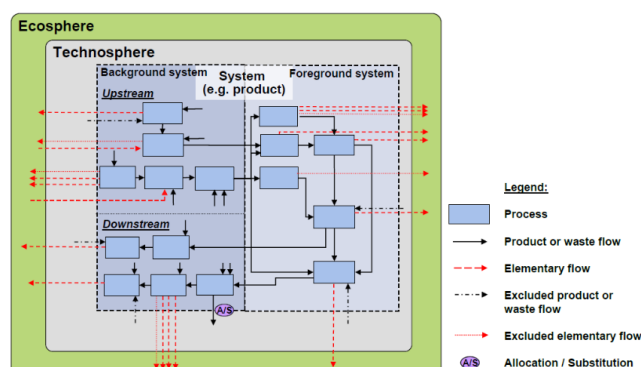 Ecosphere
Technosphere
Background system
System
(e.g. product)
Foreground system
Upstream
Downstream
A/S
Legend:
Process
Product or waste flow
Elementary flow
Excluded product or
waste flow
Excluded elementary flow
A/S
Allocation / Substitution